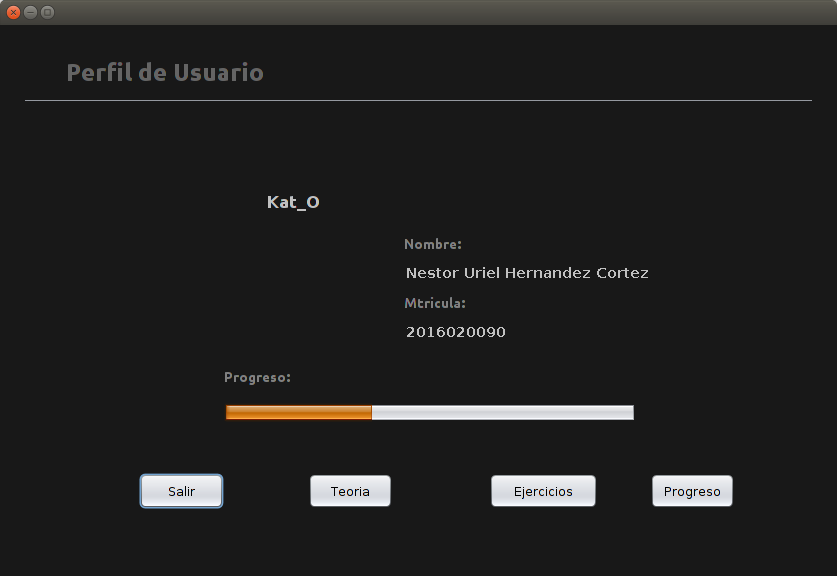 Perfil de Usuario
Kat_O
Nombre:
Nestor Uriel Hernandez Cortez
Mtricula:
2016020090
Progreso:
Salir Teoria Ejercicios Progreso